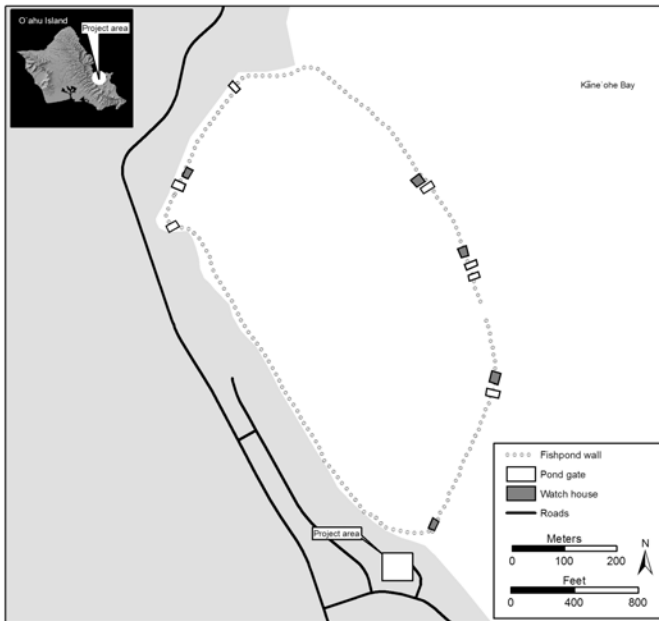 O`ahu Island
Project area
Kāne`ohe Bay
Project area
Fishpond wall
Pond gate
Watch house
Roads
Meters
0 100 200
N
Feet
0 400 800